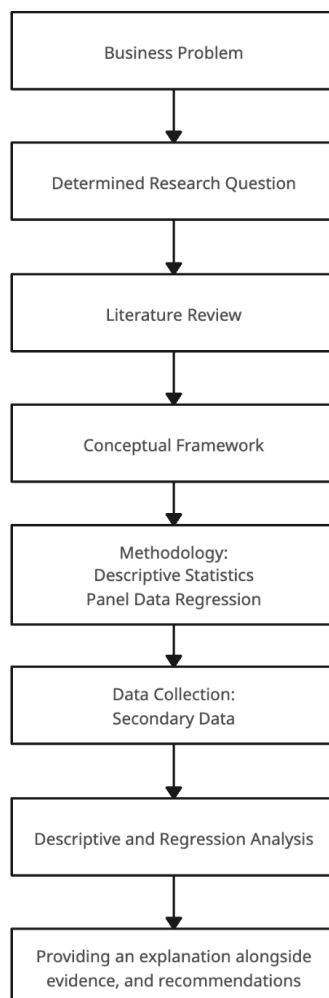 Business Problem
Determined Research Question
Literature Review
Conceptual Framework
Methodology:
Descriptive Statistics
Panel Data Regression
Data Collection:
Secondary Data
Descriptive and Regression Analysis
Providing an explanation alongside
evidence, and recommendations